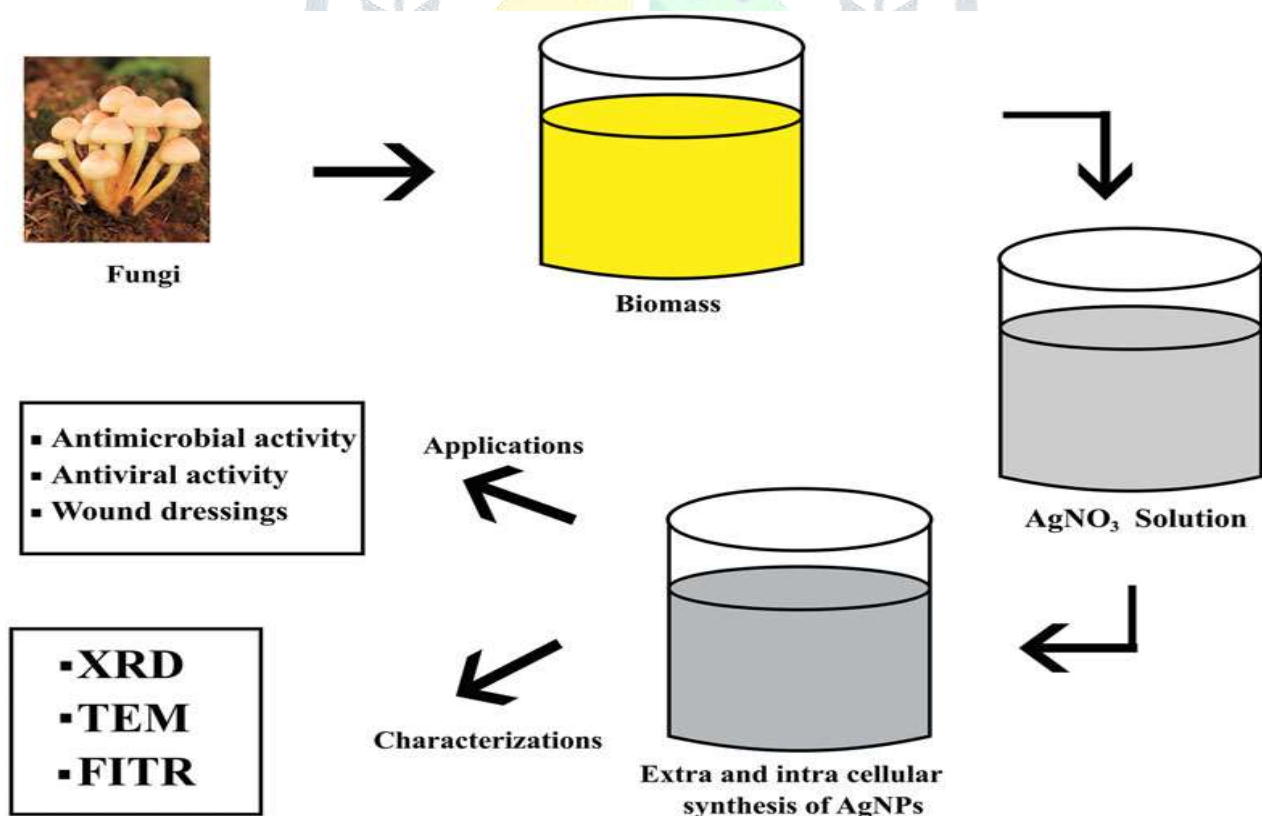 Fungi
Biomass
AgNO₃ Solution
Extra and intra cellular
synthesis of AgNPs
Applications
▪ Antimicrobial activity
▪ Antiviral activity
▪ Wound dressings
Characterizations
▪XRD
▪TEM
▪FITR